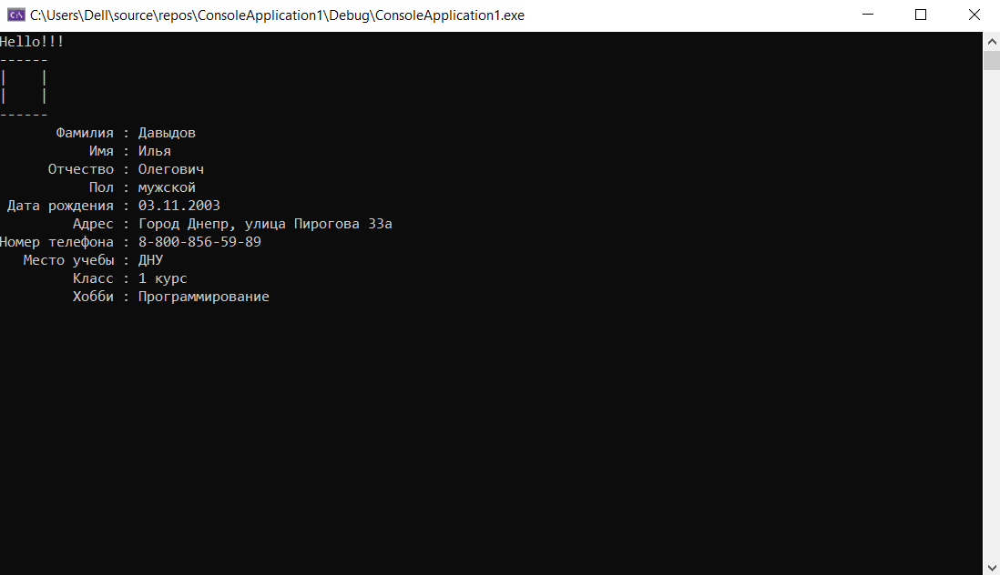 C:\Users\Dell\source\repos\ConsoleApplication1\Debug\ConsoleApplication1.exe
Hello!!!
------
|    |
|    |
------
Фамилия : Давыдов
Имя : Илья
Отчество : Олегович
Пол : мужской
Дата рождения : 03.11.2003
Адрес : Город Днепр, улица Пирогова 33а
Номер телефона : 8-800-856-59-89
Место учебы : ДНУ
Класс : 1 курс
Хобби : Программирование